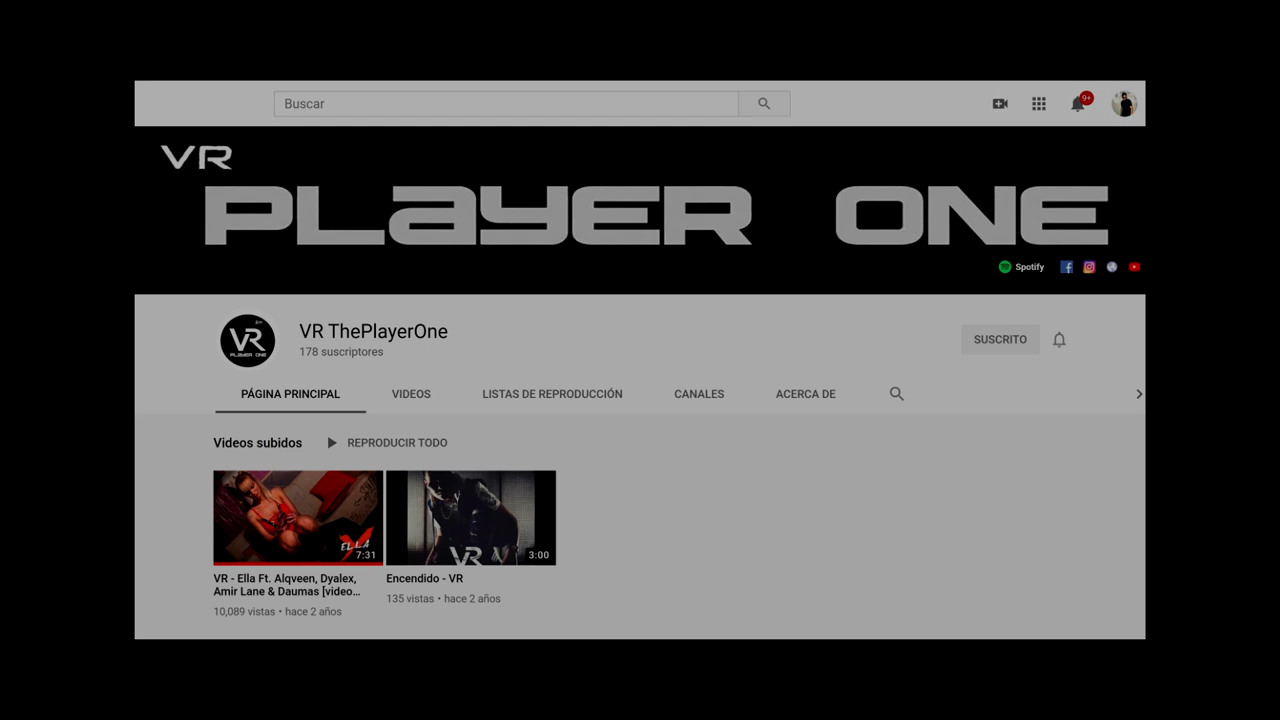 Buscar
9+
VR
PLAYER ONE
Spotify
VR
PLAYER ONE
VR ThePlayerOne
178 suscriptores
SUSCRITO
PÁGINA PRINCIPAL VIDEOS LISTAS DE REPRODUCCIÓN CANALES ACERCA DE
Videos subidos REPRODUCIR TODO
ELLA
7:31
VR
3:00
VR - Ella Ft. Alqveen, Dyalex,
Amir Lane & Daumas [video...
10,089 vistas • hace 2 años
Encendido - VR
135 vistas • hace 2 años